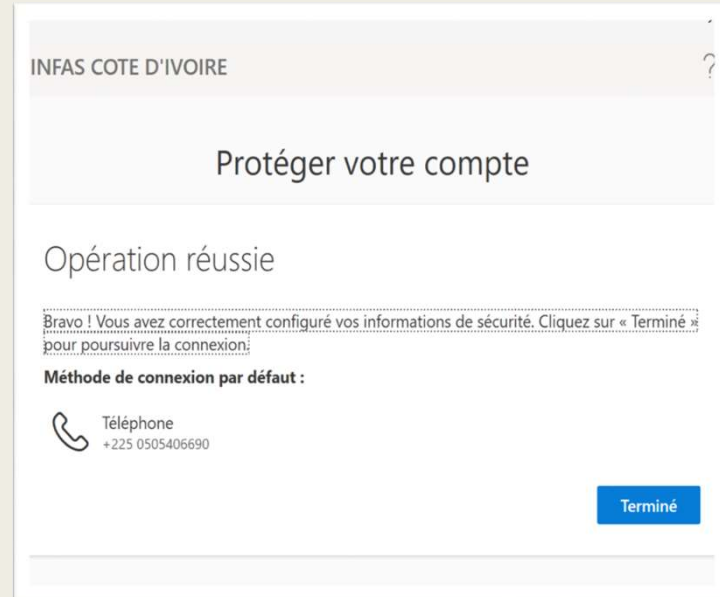 INFAS COTE D'IVOIRE
?
Protéger votre compte
Opération réussie
Bravo ! Vous avez correctement configuré vos informations de sécurité. Cliquez sur « Terminé »
pour poursuivre la connexion.
Méthode de connexion par défaut :
Téléphone
+225 0505406690
Terminé